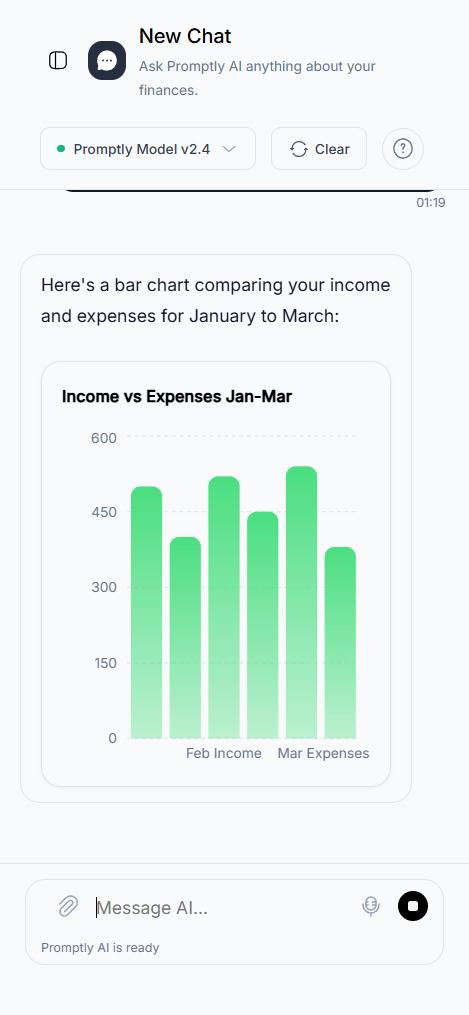 New Chat
Ask Promptly AI anything about your
finances.
Promptly Model v2.4
Clear
01:19
Here's a bar chart comparing your income
and expenses for January to March:
Income vs Expenses Jan-Mar
600
450
300
150
0
Feb Income
Mar Expenses
Message AI...
Promptly AI is ready